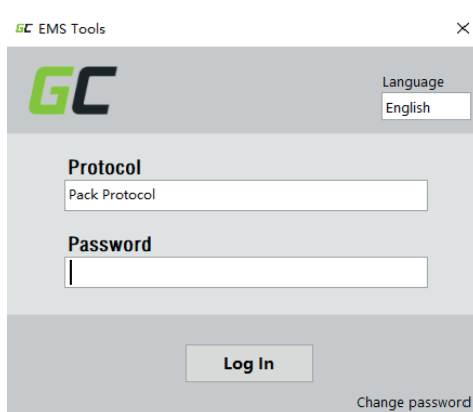 GC EMS Tools
GC
Language
English
Protocol
Pack Protocol
Password
Log In
Change password